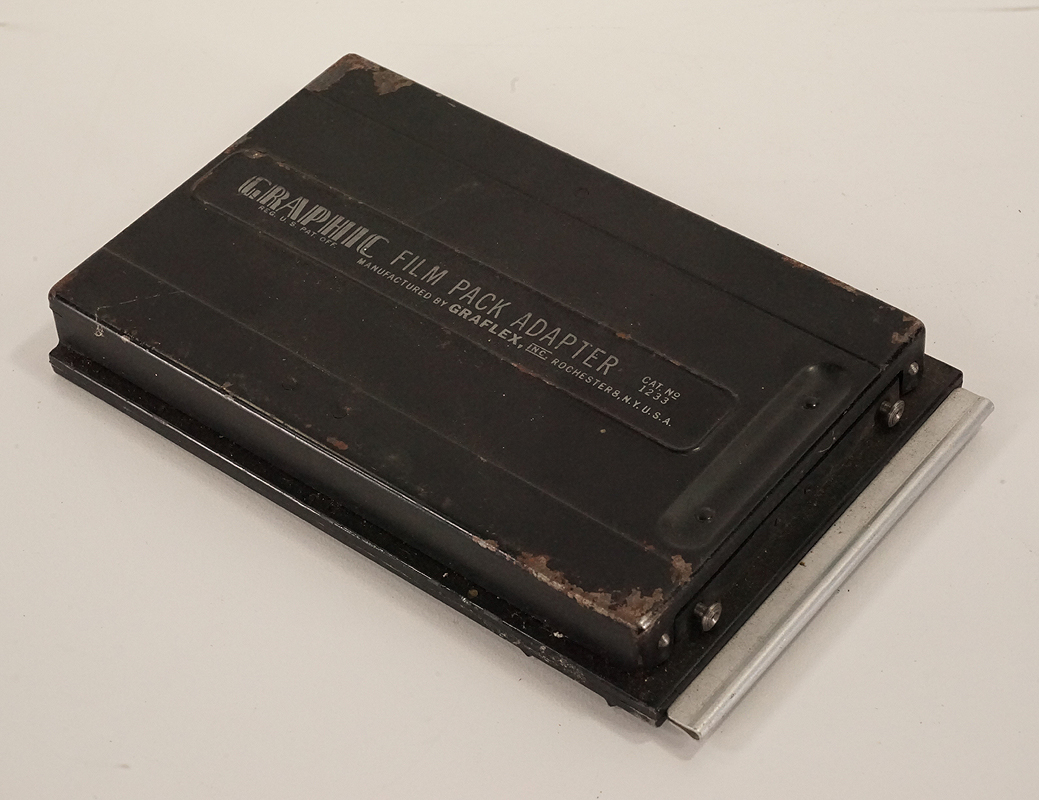 GRAPHIC FILM PACK ADAPTER
REG. U.S. PAT. OFF.
MANUFACTURED BY GRAFLEX, INC. ROCHESTER 8, N.Y. U.S.A.
CAT. No
1233